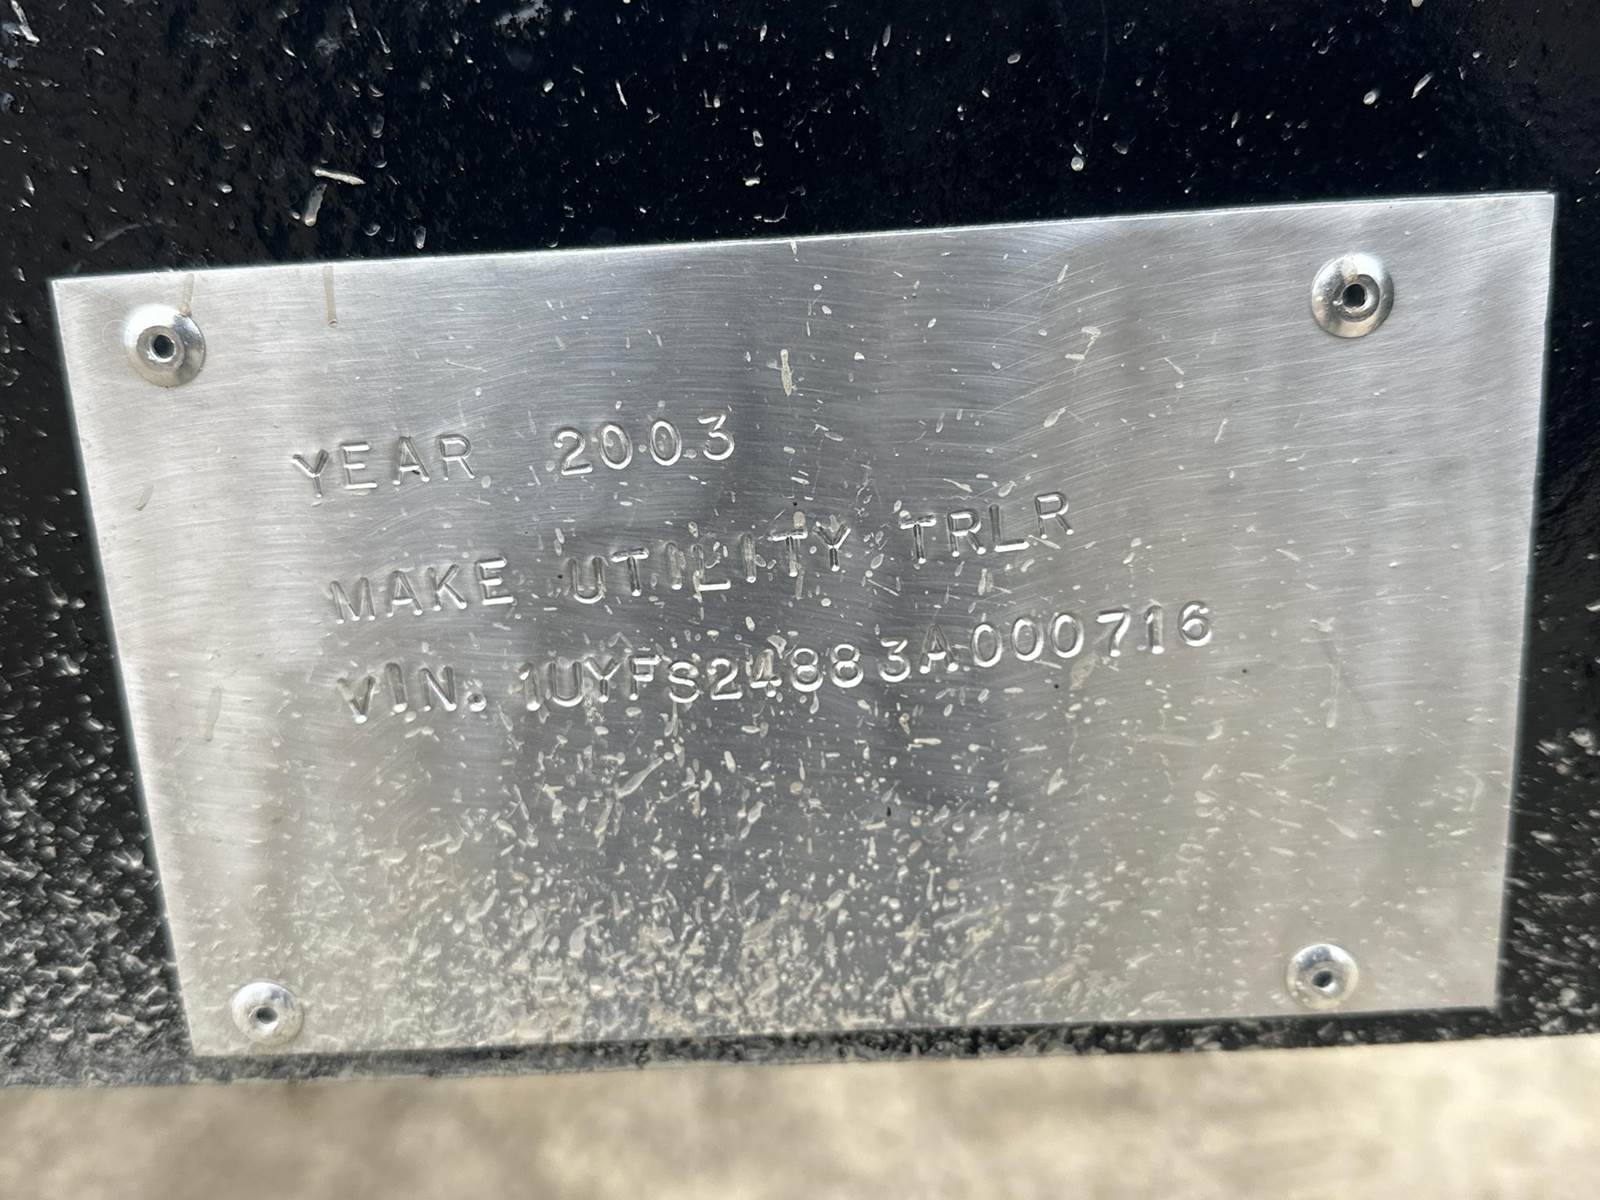 YEAR 2003
MAKE UTILITY TRLR
VIN. 1UYFS24883A000716